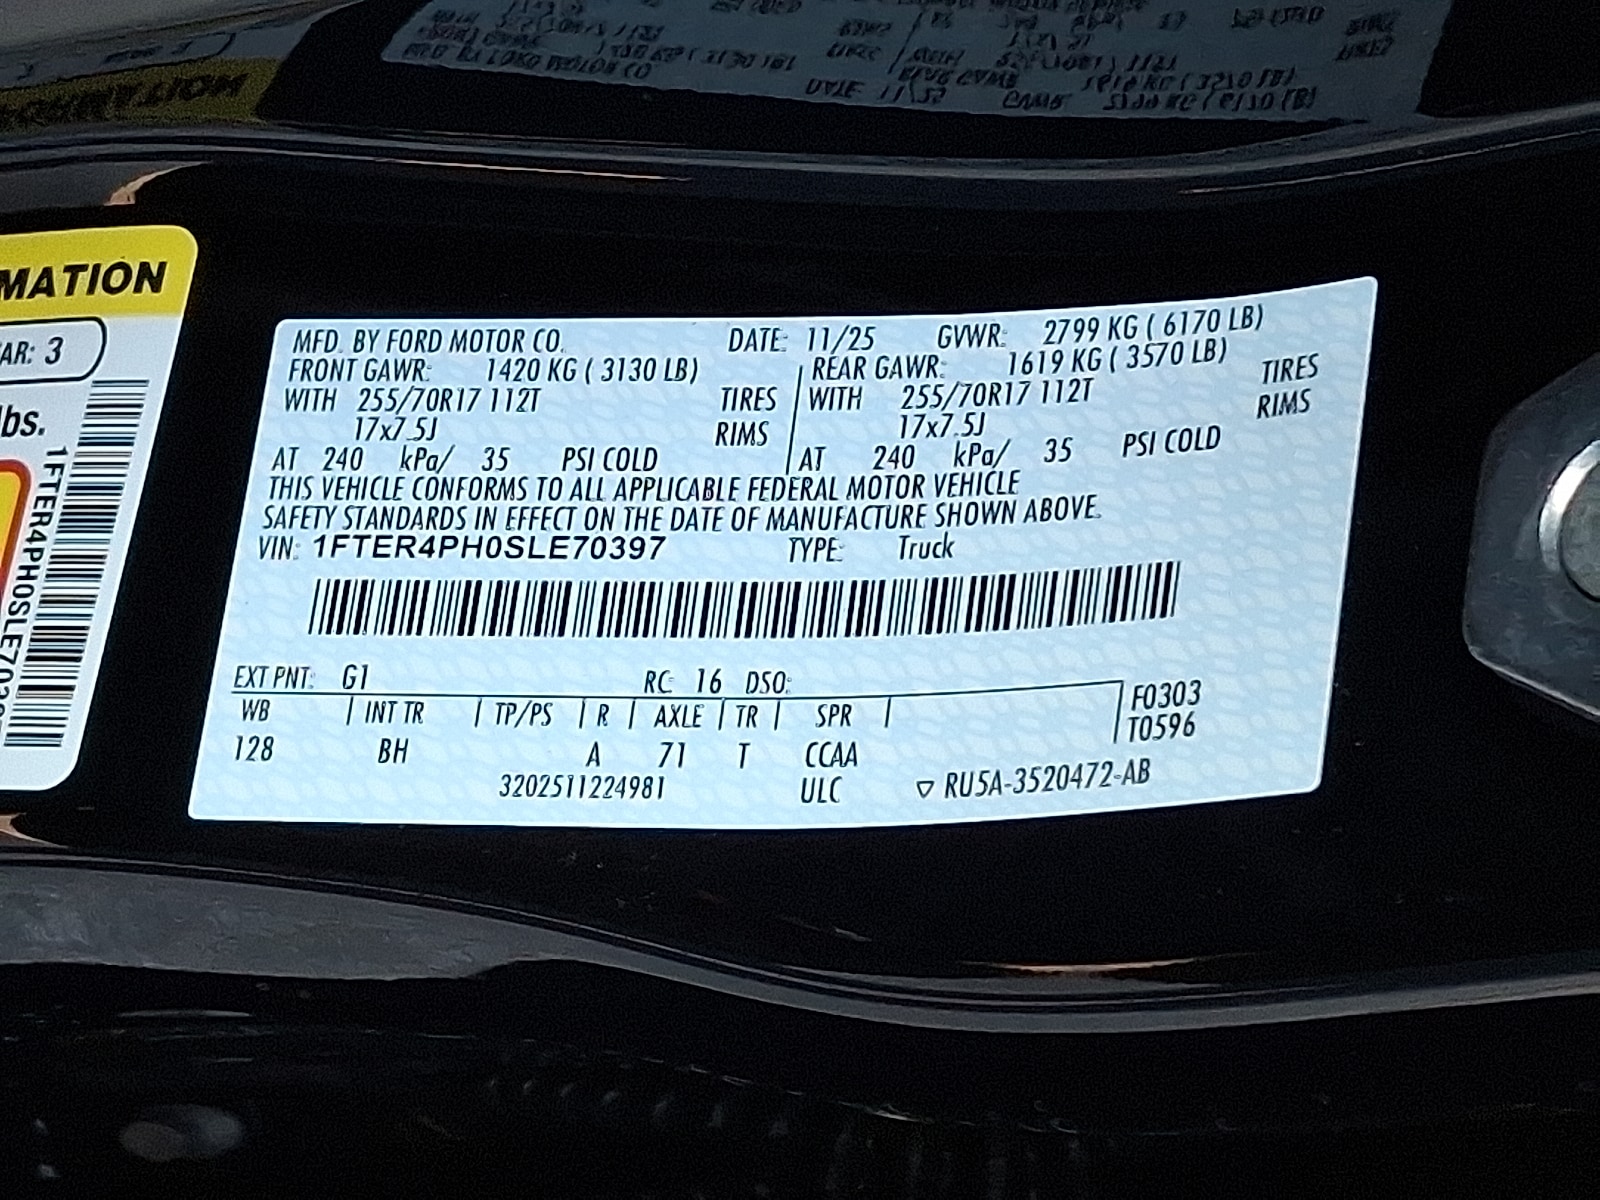 MATION
AR: 3
lbs.
1FTER4PH0SLE70
MFD. BY FORD MOTOR CO. DATE: 11/25 GVWR: 2799 KG ( 6170 LB)
FRONT GAWR: 1420 KG ( 3130 LB) REAR GAWR: 1619 KG ( 3570 LB)
WITH 255/70R17 112T TIRES WITH 255/70R17 112T TIRES
17x7.5J RIMS 17x7.5J RIMS
AT 240 kPa/ 35 PSI COLD AT 240 kPa/ 35 PSI COLD
THIS VEHICLE CONFORMS TO ALL APPLICABLE FEDERAL MOTOR VEHICLE
SAFETY STANDARDS IN EFFECT ON THE DATE OF MANUFACTURE SHOWN ABOVE.
VIN: 1FTER4PH0SLE70397 TYPE: Truck
EXT PNT: G1 RC: 16 DSO:
WB INT TR TP/PS R AXLE TR SPR F0303
T0596
128 BH A 71 T CCAA
3202511224981 ULC ▽ RU5A-3520472-AB